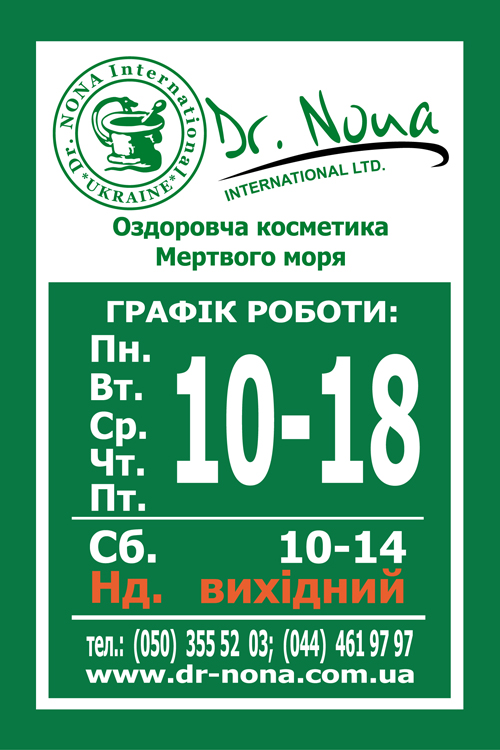 Dr. NONA International
*UKRAINE*
Dr. Nona
INTERNATIONAL LTD.
Оздоровча косметика
Мертвого моря
ГРАФІК РОБОТИ:
Пн.
Вт.
Ср.
Чт.
Пт.
10-18
Сб. 10-14
Нд. вихідний
тел.: (050) 355 52 03; (044) 461 97 97
www.dr-nona.com.ua